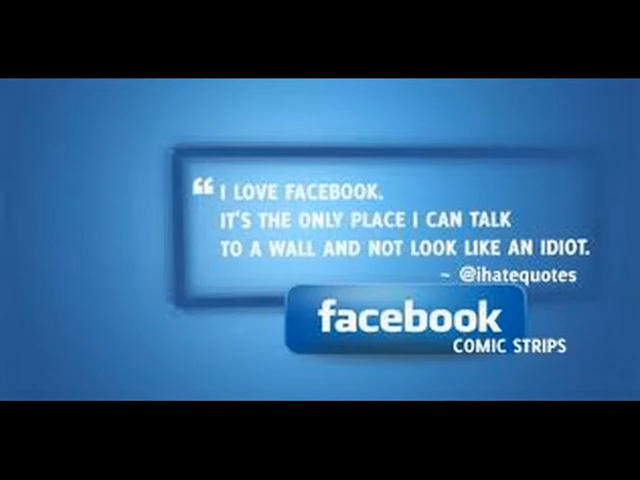 “ I LOVE FACEBOOK.
IT'S THE ONLY PLACE I CAN TALK
TO A WALL AND NOT LOOK LIKE AN IDIOT.
~ @ihatequotes
facebook
COMIC STRIPS